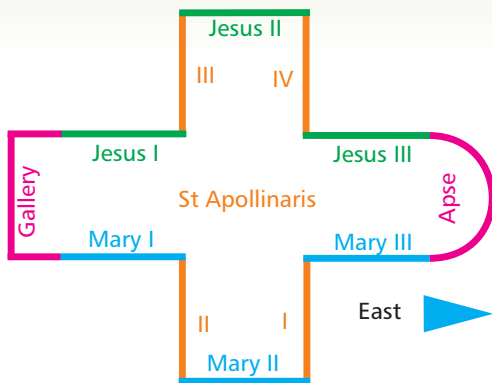 Jesus II
III IV
Jesus I Jesus III
Gallery
St Apollinaris
Apse
Mary I Mary III
II I
East
Mary II